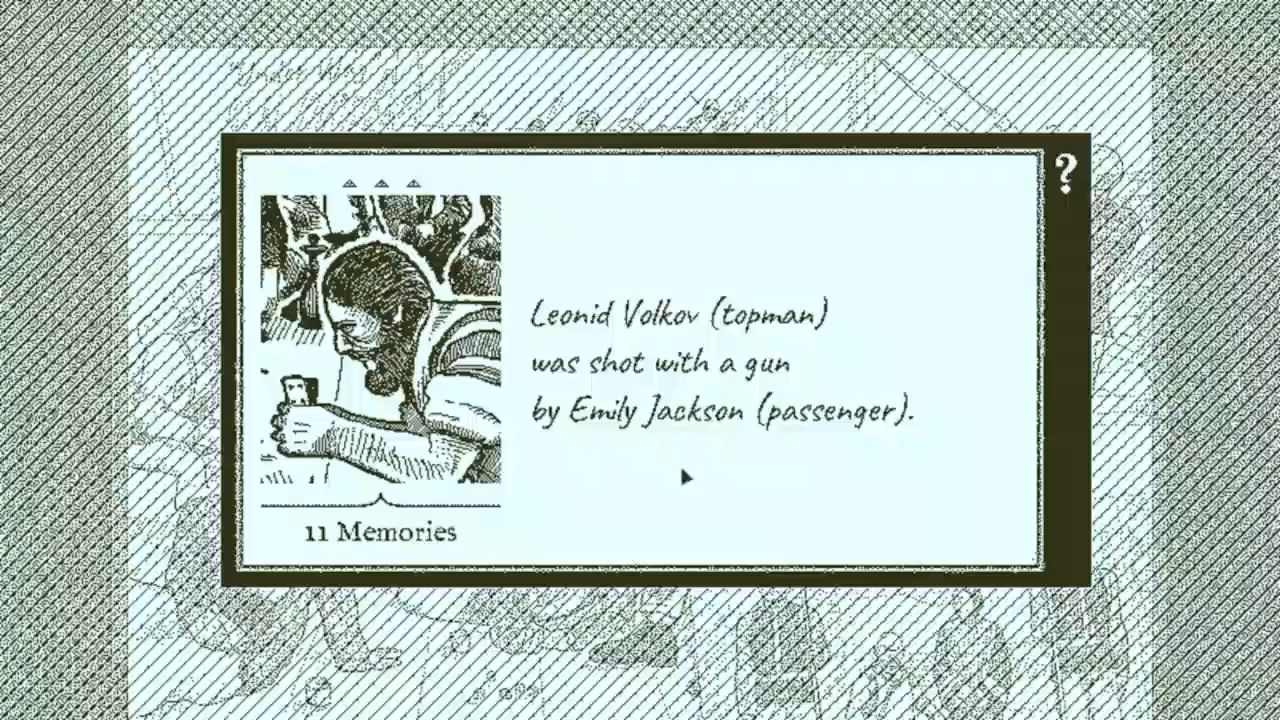 ?
Leonid Volkov (topman)
was shot with a gun
by Emily Jackson (passenger).
11 Memories